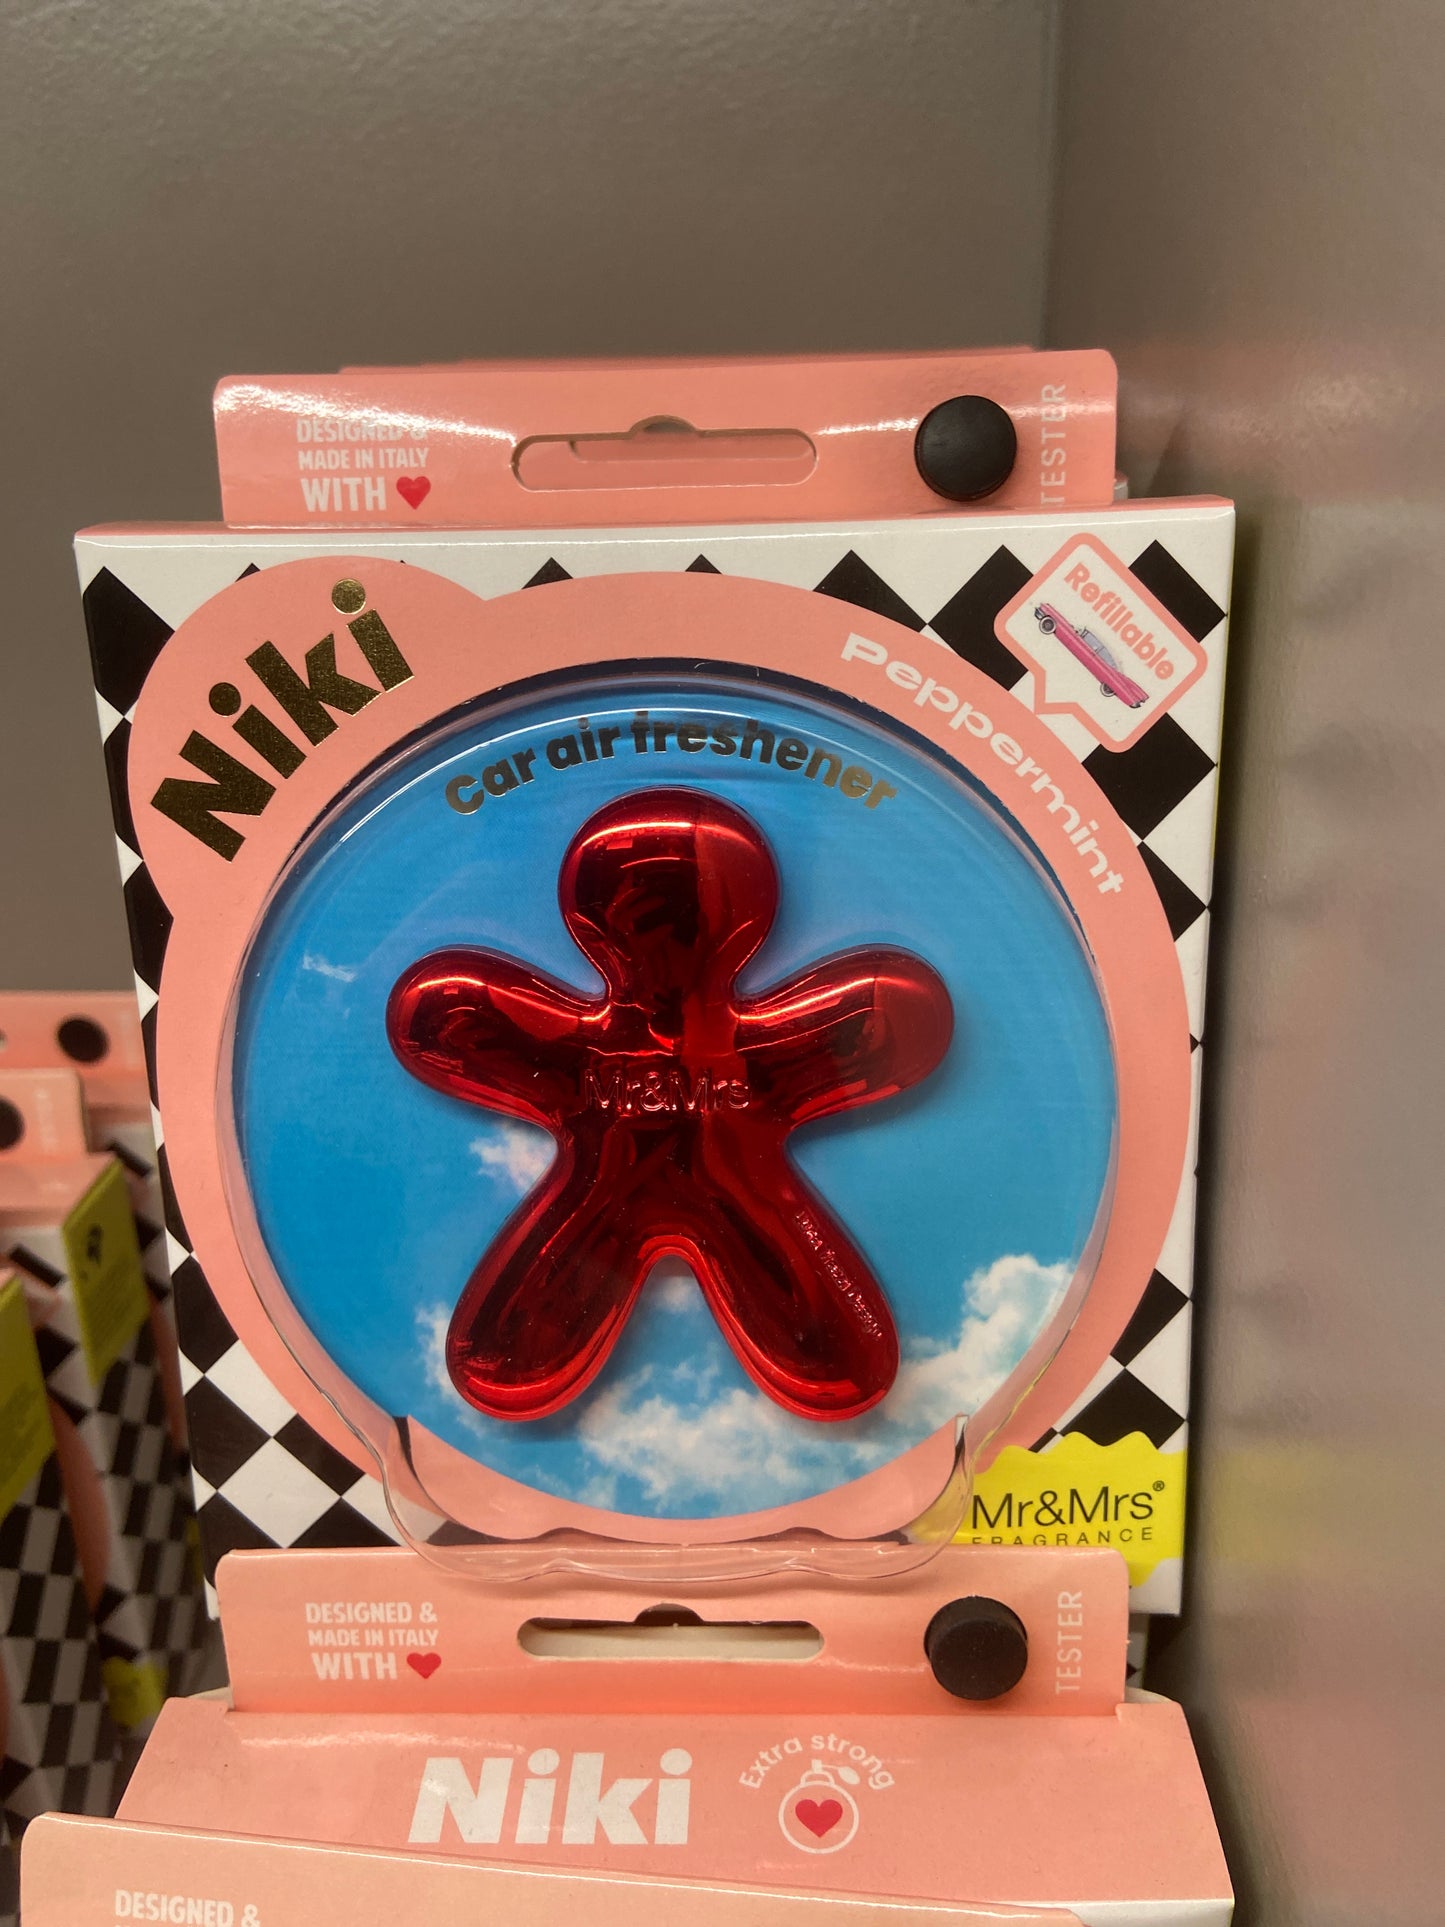 DESIGNED &
MADE IN ITALY
WITH
TESTER
Niki
Refillable
Peppermint
Car air freshener
Mr&Mrs
Mr&Mrs®
FRAGRANCE
DESIGNED &
MADE IN ITALY
WITH
TESTER
Niki
Extra strong
DESIGNED &